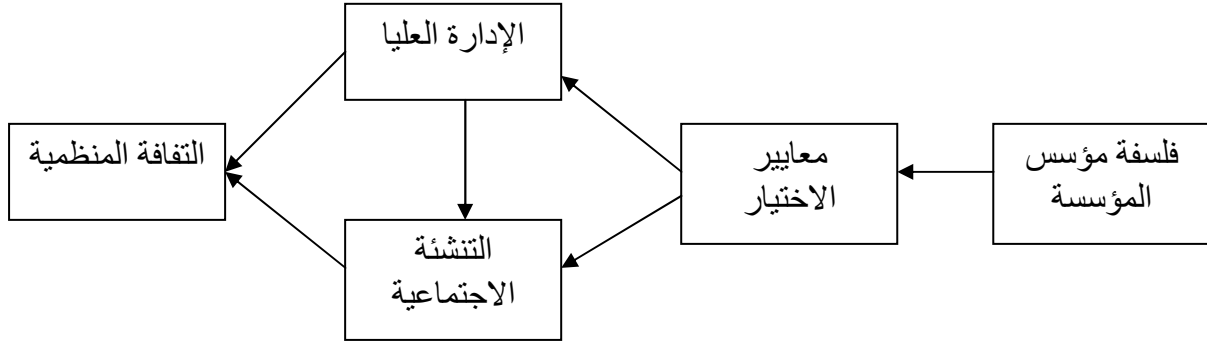 فلسفة مؤسس
المؤسسة
معايير
الاختيار
الإدارة العليا
التنشئة
الاجتماعية
التقافة المنظمية